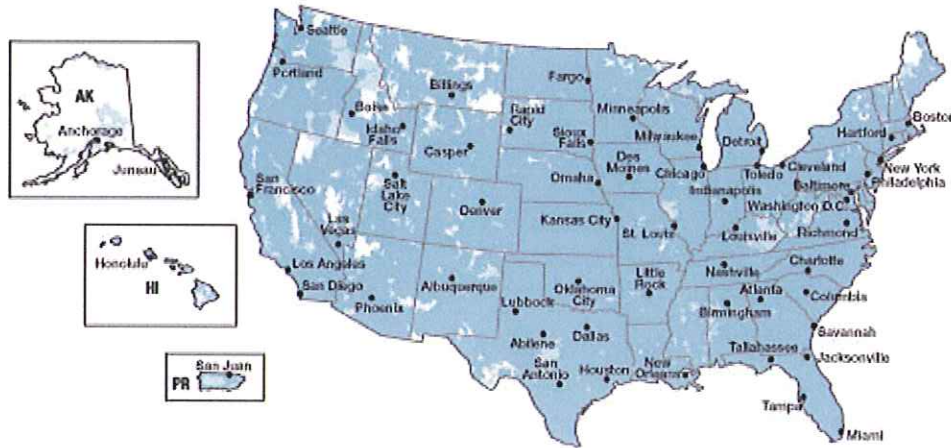 Seattle
Portland
Billings
Fargo
AK
Anchorage
Juneau
Boise
Idaho
Falls
Rapid
City
Minneapolis
Milwaukee
Detroit
Hartford
Boston
Casper
Sioux
Falls
Des
Moines
Chicago
Toledo
Cleveland
New York
Philadelphia
San
Francisco
Salt
Lake
City
Omaha
Indianapolis
Baltimore
Washington D.C.
Denver
Las
Vegas
Kansas City
St. Louis
Louisville
Richmond
Honolulu
HI
Los Angeles
San Diego
Phoenix
Albuquerque
Lubbock
Oklahoma
City
Little
Rock
Nashville
Charlotte
Atlanta
Columbia
Birmingham
Abilene
Dallas
Savannah
San Juan
PR
San
Antonio
Houston
New
Orleans
Tallahassee
Jacksonville
Tampa
Miami